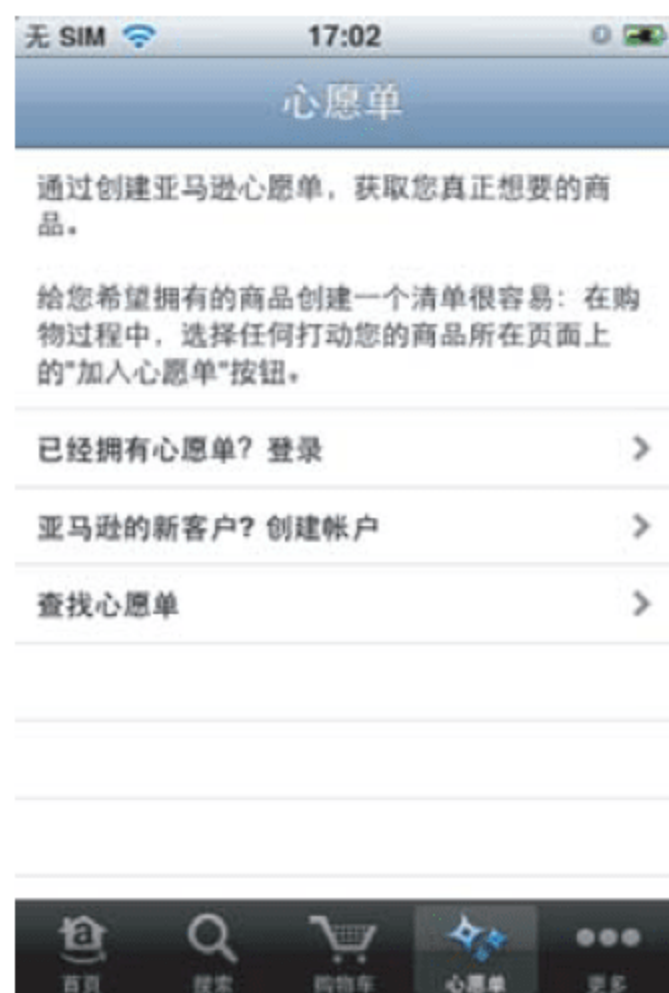 无 SIM 17:02
心愿单
通过创建亚马逊心愿单，获取您真正想要的商
品。
给您希望拥有的商品创建一个清单很容易：在购
物过程中，选择任何打动您的商品所在页面上
的"加入心愿单"按钮。
已经拥有心愿单？登录
亚马逊的新客户? 创建帐户
查找心愿单
首页 搜索 购物车 心愿单 更多